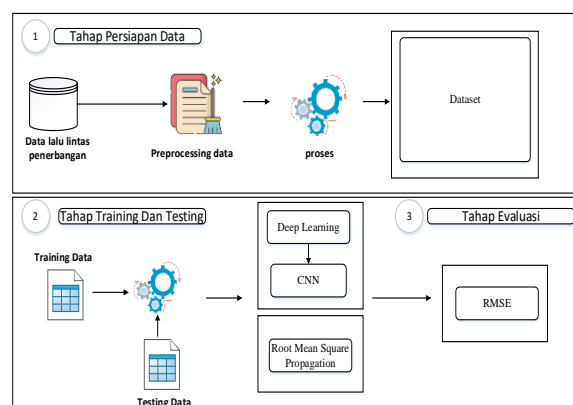 1
Tahap Persiapan Data
Data lalu lintas
penerbangan
Preprocessing data
proses
Dataset
2
Tahap Training Dan Testing
Training Data
Testing Data
Deep Learning
CNN
Root Mean Square
Propagation
3
Tahap Evaluasi
RMSE